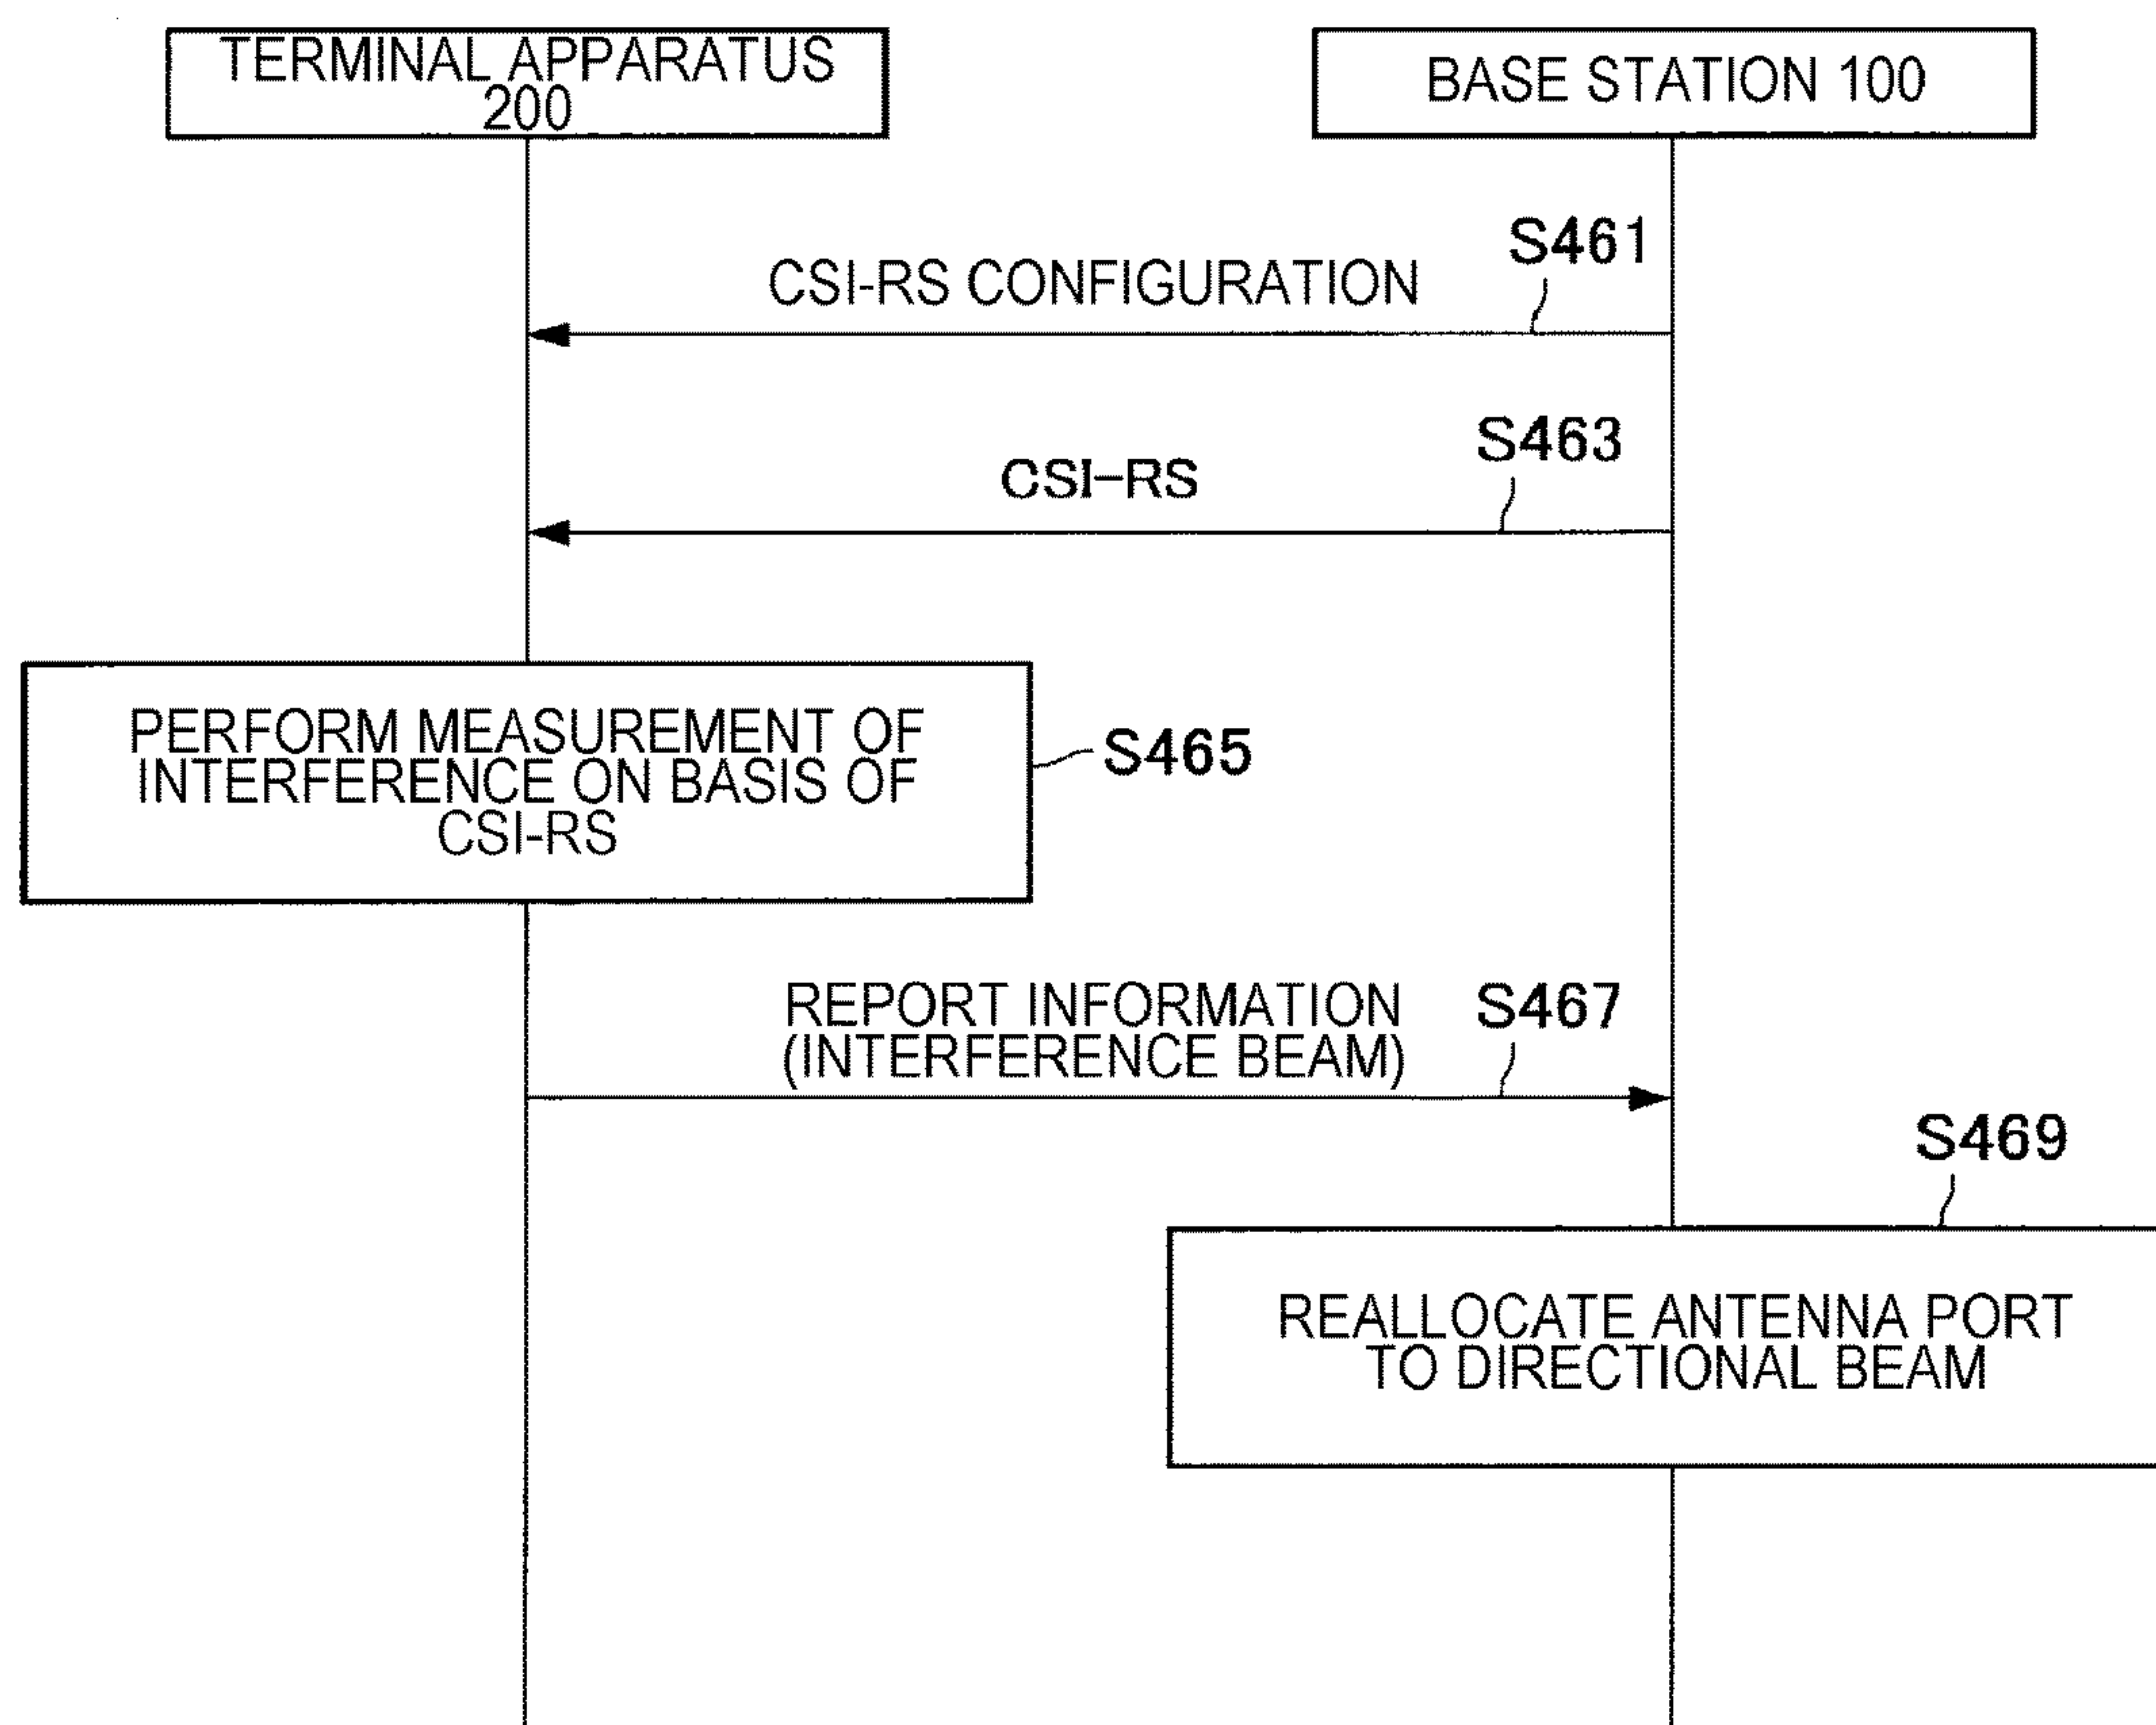 TERMINAL APPARATUS
200
BASE STATION 100
S461
CSI-RS CONFIGURATION
S463
CSI-RS
PERFORM MEASUREMENT OF
INTERFERENCE ON BASIS OF
CSI-RS
S465
REPORT INFORMATION
(INTERFERENCE BEAM)
S467
S469
REALLOCATE ANTENNA PORT
TO DIRECTIONAL BEAM